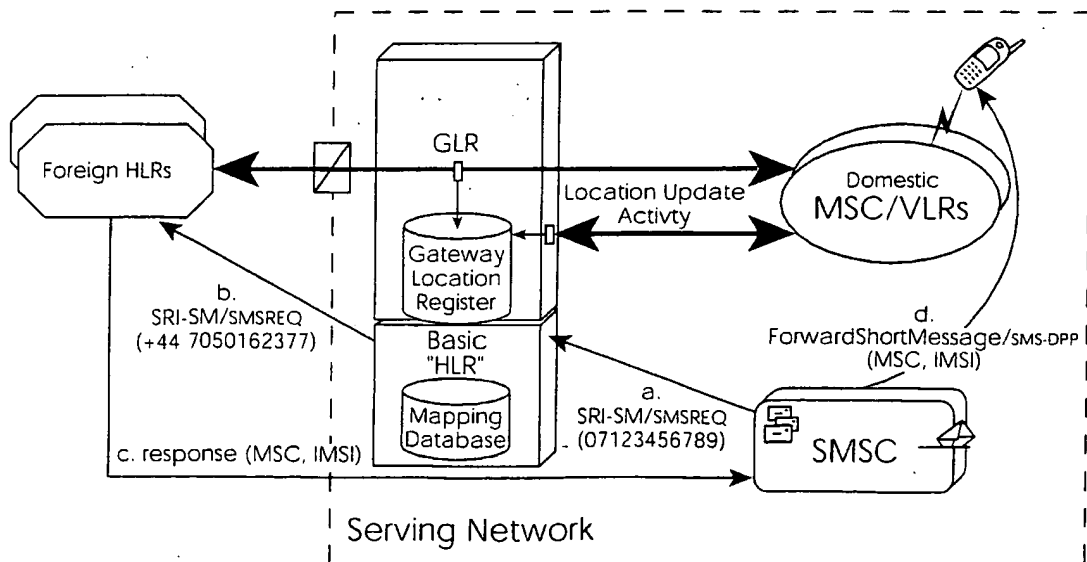 GLR
Foreign HLRs
Domestic
MSC/VLRs
Location Update
Activty
Gateway
Location
Register
b.
SRI-SM/SMSREQ
(+44 7050162377)
d.
ForwardShortMessage/SMS-DPP
(MSC, IMSI)
Basic
"HLR"
a.
SRI-SM/SMSREQ
(07123456789)
Mapping
Database
c. response (MSC, IMSI)
SMSC
Serving Network